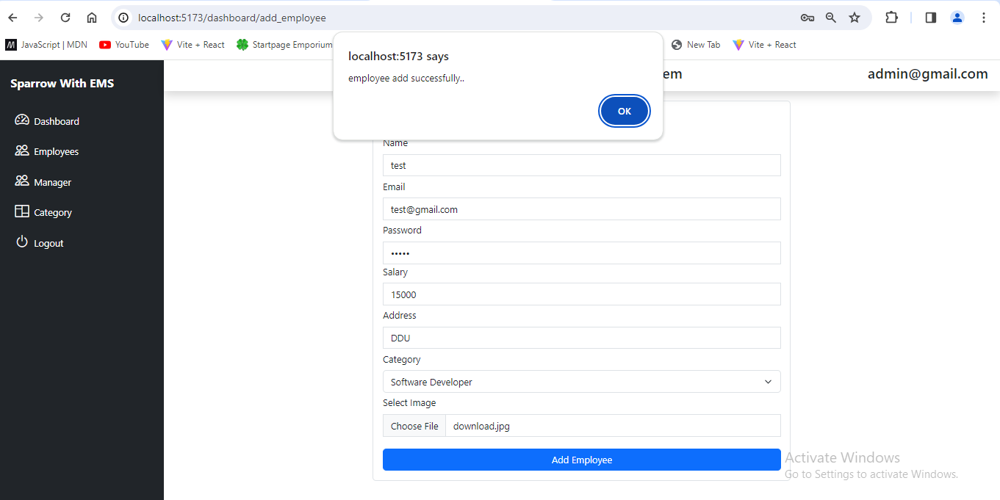 localhost:5173/dashboard/add_employee
JavaScript | MDN YouTube Vite + React Startpage Emporium New Tab Vite + React
localhost:5173 says
employee add successfully..
OK
em admin@gmail.com
Sparrow With EMS
Dashboard
Employees
Manager
Category
Logout
Name
test
Email
test@gmail.com
Password
•••••
Salary
15000
Address
DDU
Category
Software Developer
Select Image
Choose File download.jpg
Add Employee
Activate Windows
Go to Settings to activate Windows.